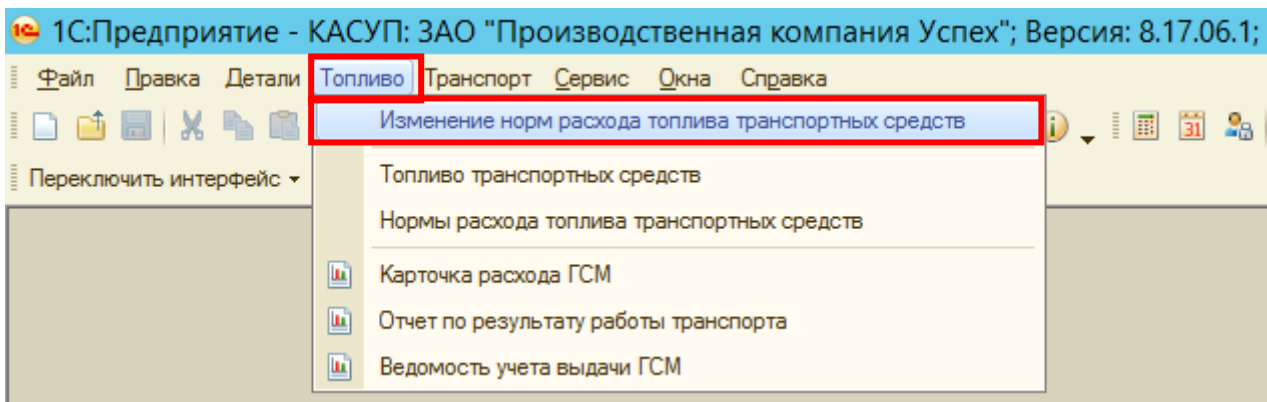 1С:Предприятие - КАСУП: ЗАО "Производственная компания Успех"; Версия: 8.17.06.1;
Файл Правка Детали Топливо Транспорт Сервис Окна Справка
Изменение норм расхода топлива транспортных средств
31
Переключить интерфейс
Топливо транспортных средств
Нормы расхода топлива транспортных средств
Карточка расхода ГСМ
Отчет по результату работы транспорта
Ведомость учета выдачи ГСМ